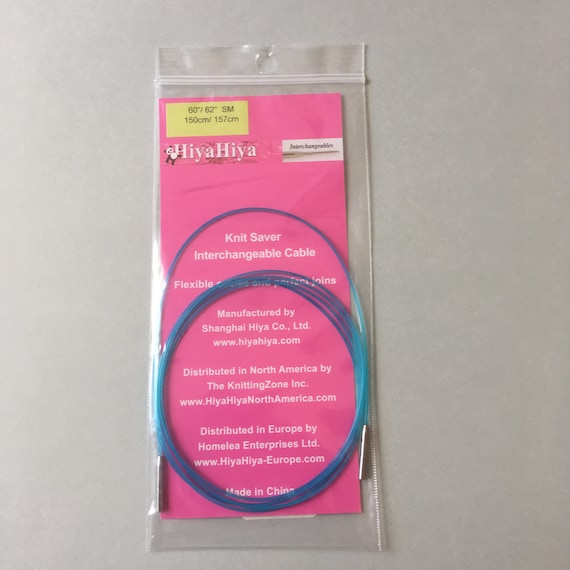 60"/ 62" SM
150cm/ 157cm
HiyaHiya
Interchangeables
Knit Saver
Interchangeable Cable
Flexible cables and perfect joins
Manufactured by
Shanghai Hiya Co., Ltd.
www.hiyahiya.com
Distributed in North America by
The KnittingZone Inc.
www.HiyaHiyaNorthAmerica.com
Distributed in Europe by
Homelea Enterprises Ltd.
www.HiyaHiya-Europe.com
Made in China